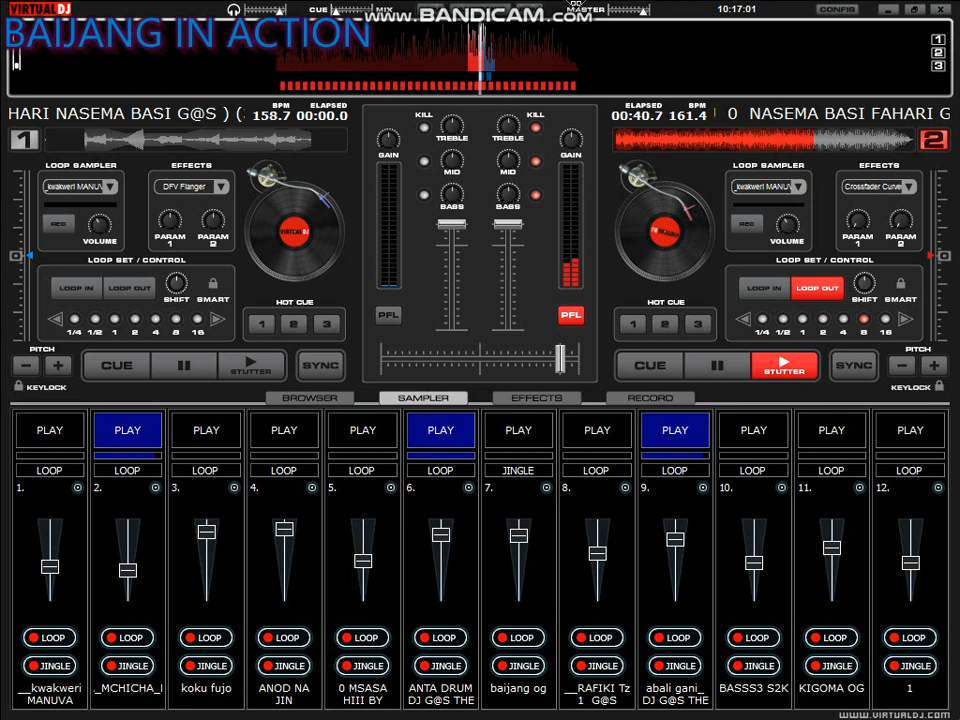 VIRTUAL DJ
CUE MIX
MASTER
10:17:01
CONFIG
www.BANDICAM.com
BAIJANG IN ACTION
1
2
3
HARI NASEMA BASI G@S ) (
BPM ELAPSED
158.7 00:00.0
ELAPSED BPM
00:40.7 161.4
0 NASEMA BASI FAHARI G
1
2
KILL KILL
TREBLE TREBLE
GAIN GAIN
MID MID
BASS BASS
PFL PFL
LOOP SAMPLER EFFECTS
_kwakweri MANUV DFV Flanger
REC VOLUME PARAM 1 PARAM 2
LOOP SET / CONTROL
LOOP IN LOOP OUT SHIFT SMART
1/4 1/2 1 2 4 8 16
HOT CUE
1 2 3
PITCH
- +
KEYLOCK
CUE STUTTER SYNC
LOOP SAMPLER EFFECTS
_kwakweri MANUV Crossfade Curve
REC VOLUME PARAM 1 PARAM 2
LOOP SET / CONTROL
LOOP IN LOOP OUT SHIFT SMART
1/4 1/2 1 2 4 8 16
HOT CUE
1 2 3
PITCH
- +
KEYLOCK
CUE STUTTER SYNC
BROWSER SAMPLER EFFECTS RECORD
PLAY PLAY PLAY PLAY PLAY PLAY PLAY PLAY PLAY PLAY PLAY PLAY
LOOP LOOP LOOP LOOP LOOP LOOP JINGLE LOOP LOOP LOOP LOOP LOOP
1. 2. 3. 4. 5. 6. 7. 8. 9. 10. 11. 12.
LOOP LOOP LOOP LOOP LOOP LOOP LOOP LOOP LOOP LOOP LOOP LOOP
JINGLE JINGLE JINGLE JINGLE JINGLE JINGLE JINGLE JINGLE JINGLE JINGLE JINGLE JINGLE
__kwakweri MANUVA
._MCHICHA_
koku fujo
ANOD NA JIN
0 MSASA HIII BY
ANTA DRUM DJ G@S THE
baijang og
__RAFIKI Tz 1 G@S
abali gani_ DJ G@S THE
BASSS3 S2K
KIGOMA OG
1
www.VIRTUALDJ.com